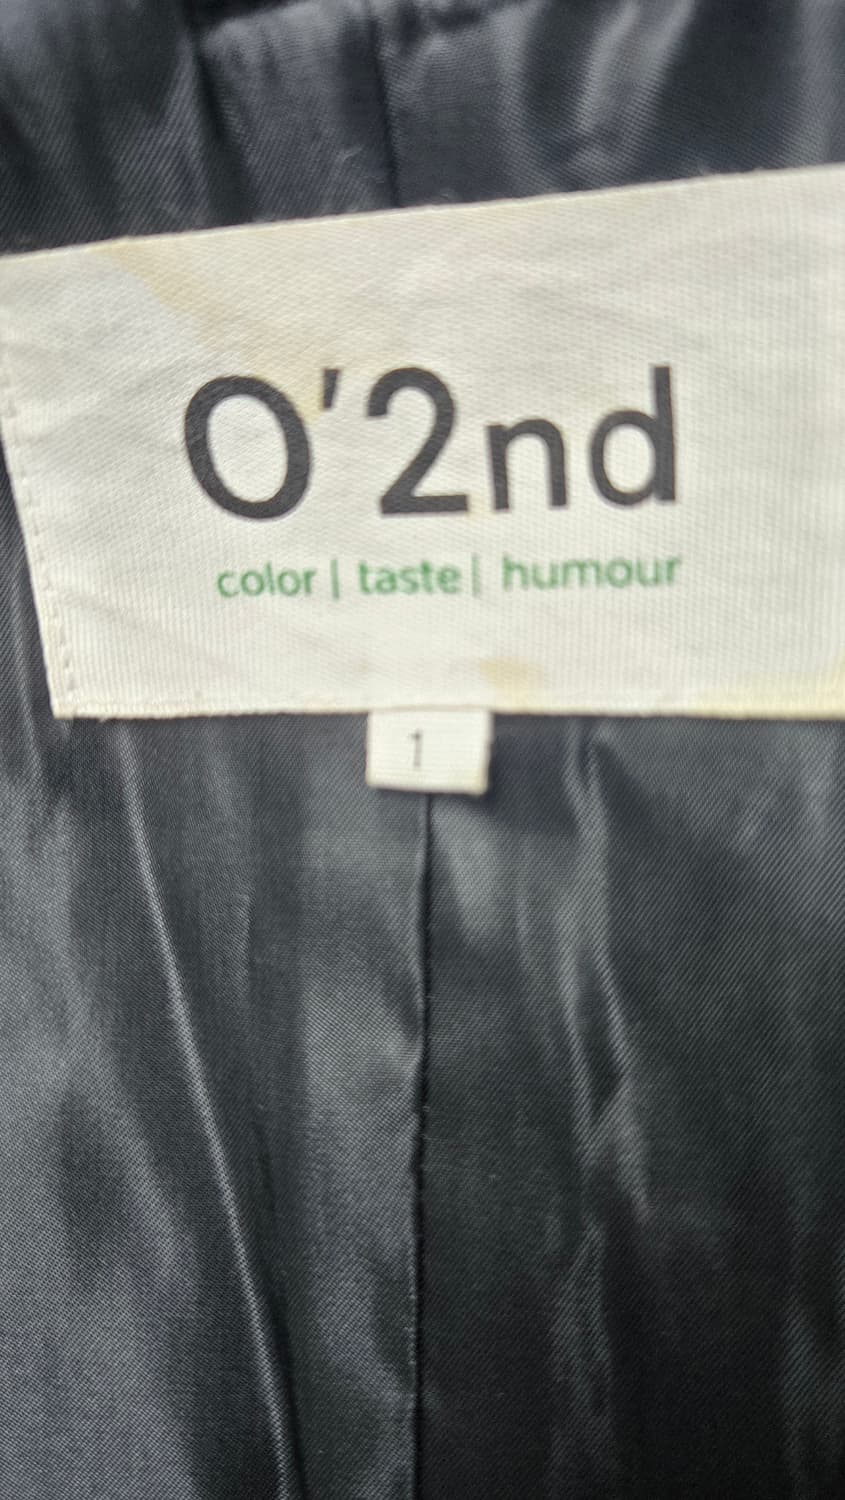 O'2nd
color | taste | humour
1